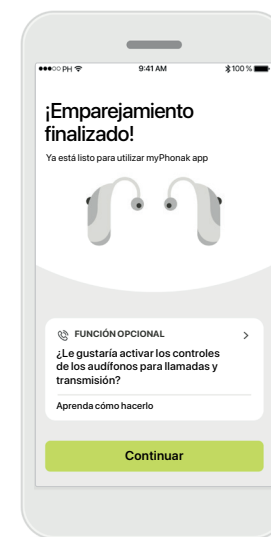 PH 9:41 AM 100 %
¡Emparejamiento
finalizado!
Ya está listo para utilizar myPhonak app
FUNCIÓN OPCIONAL
¿Le gustaría activar los controles
de los audífonos para llamadas y
transmisión?
Aprenda cómo hacerlo
Continuar